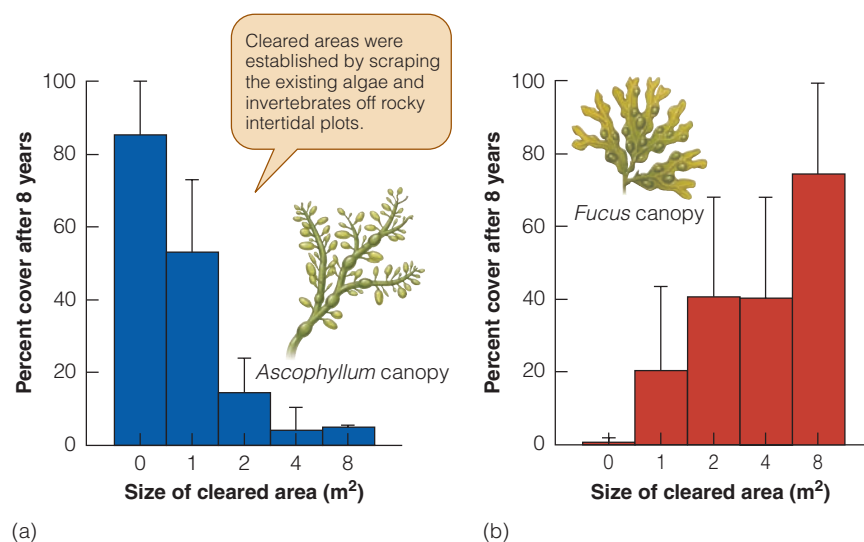 Cleared areas were
established by scraping
the existing algae and
invertebrates off rocky
intertidal plots.
Percent cover after 8 years
100
80
60
40
20
0
Ascophyllum canopy
0 1 2 4 8
Size of cleared area (m²)
(a)
Percent cover after 8 years
100
80
60
40
20
0
Fucus canopy
0 1 2 4 8
Size of cleared area (m²)
(b)